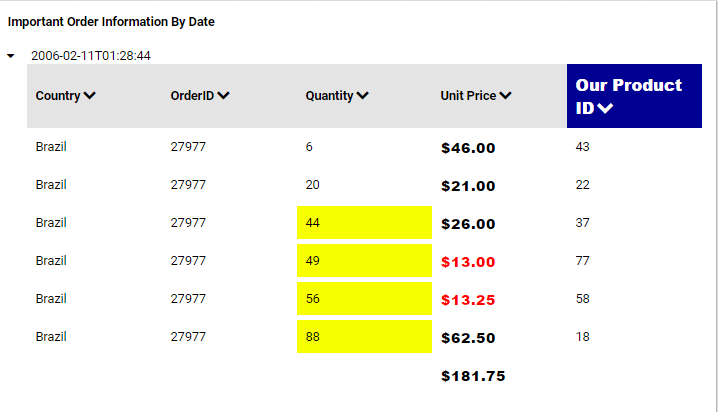 Important Order Information By Date
2006-02-11T01:28:44
Country OrderID Quantity Unit Price Our Product ID
Brazil 27977 6 $46.00 43
Brazil 27977 20 $21.00 22
Brazil 27977 44 $26.00 37
Brazil 27977 49 $13.00 77
Brazil 27977 56 $13.25 58
Brazil 27977 88 $62.50 18
$181.75